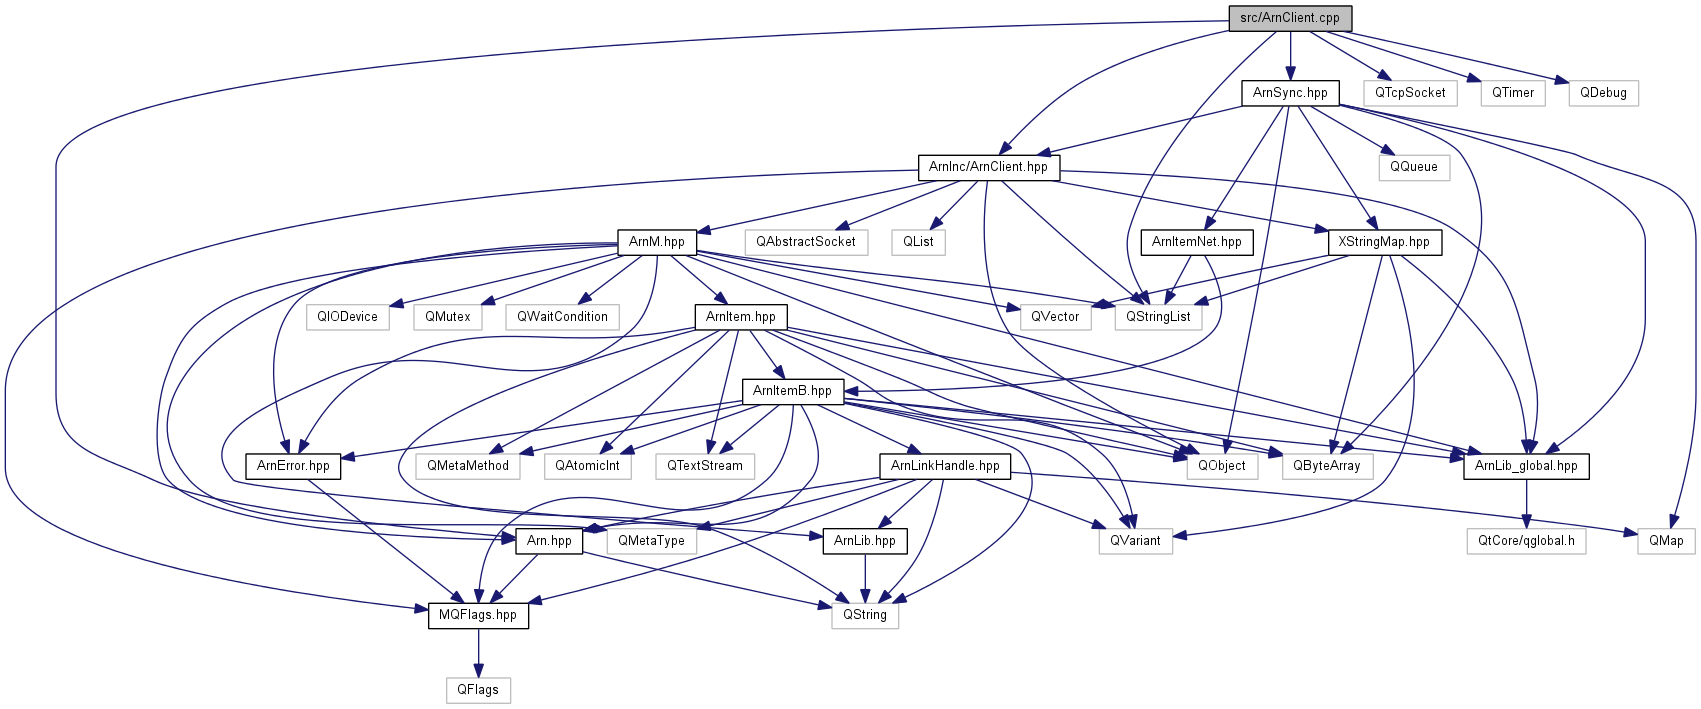 src/ArnClient.cpp
ArnSync.hpp
QTcpSocket
QTimer
QDebug
ArnInc/ArnClient.hpp
QQueue
ArnM.hpp
QAbstractSocket
QList
ArnItemNet.hpp
XStringMap.hpp
QIODevice
QMutex
QWaitCondition
ArnItem.hpp
QVector
QStringList
ArnItemB.hpp
ArnError.hpp
QMetaMethod
QAtomicInt
QTextStream
ArnLinkHandle.hpp
QObject
QByteArray
ArnLib_global.hpp
Arn.hpp
QMetaType
ArnLib.hpp
QVariant
QtCore/qglobal.h
QMap
MQFlags.hpp
QString
QFlags